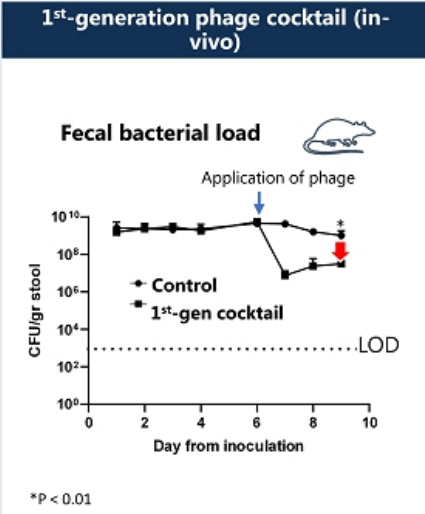 1st-generation phage cocktail (in-
vivo)
Fecal bacterial load
Application of phage
10¹⁰
10⁸
10⁶
10⁴
10²
10⁰
CFU/gr stool
*
Control
1st-gen cocktail
LOD
0 2 4 6 8 10
Day from inoculation
*P < 0.01